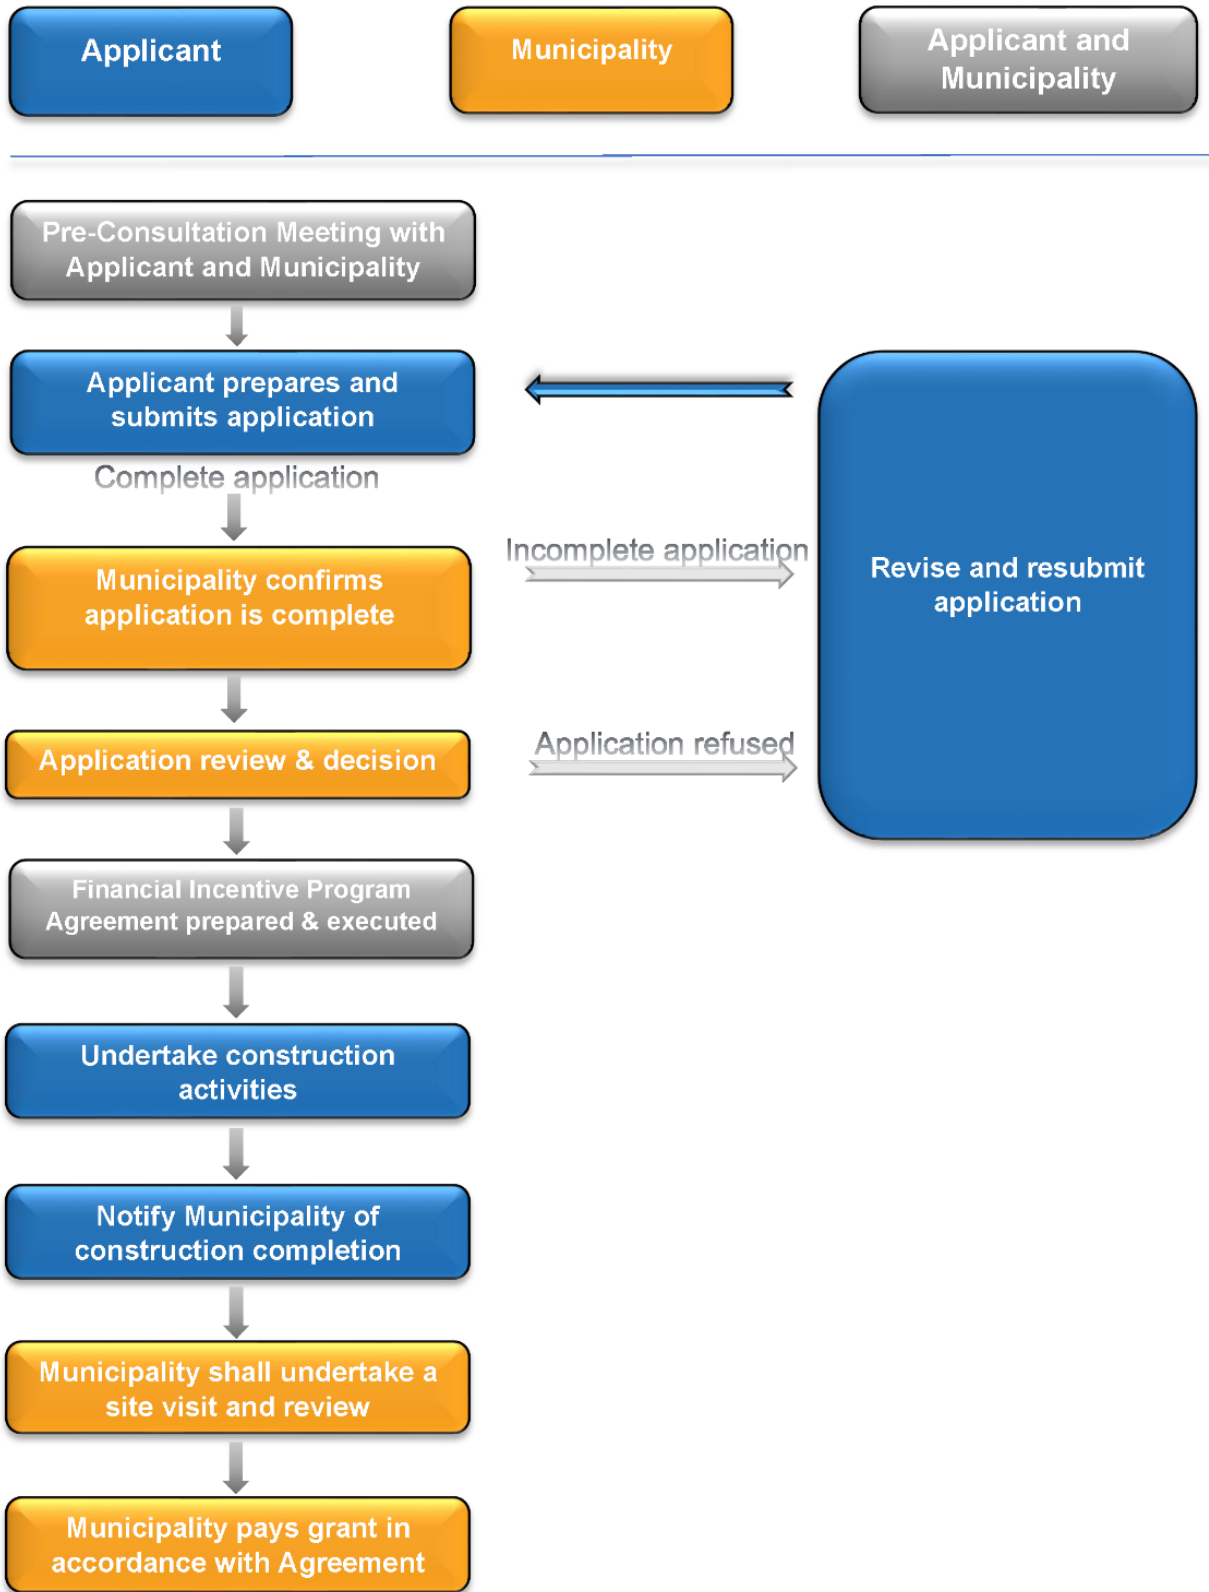 Applicant
Municipality
Applicant and
Municipality
Pre-Consultation Meeting with
Applicant and Municipality
Applicant prepares and
submits application
Complete application
Municipality confirms
application is complete
Incomplete application
Revise and resubmit
application
Application review & decision
Application refused
Financial Incentive Program
Agreement prepared & executed
Undertake construction
activities
Notify Municipality of
construction completion
Municipality shall undertake a
site visit and review
Municipality pays grant in
accordance with Agreement